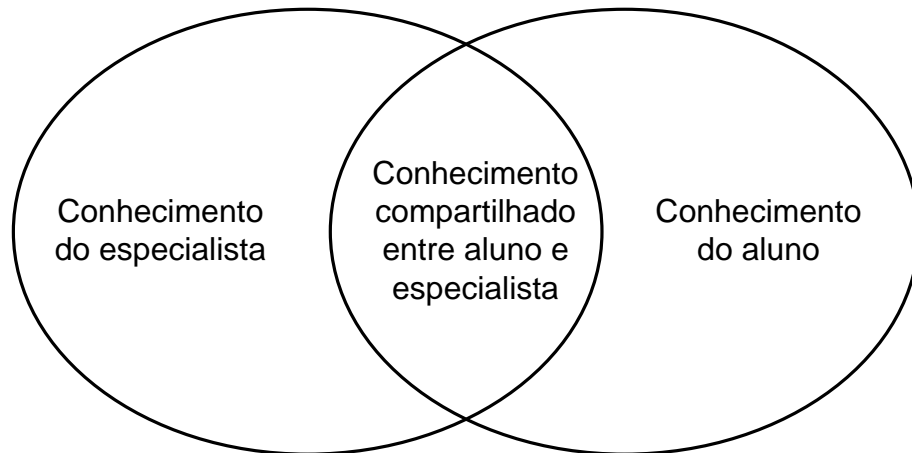 Conhecimento
do especialista
Conhecimento
compartilhado
entre aluno e
especialista
Conhecimento
do aluno